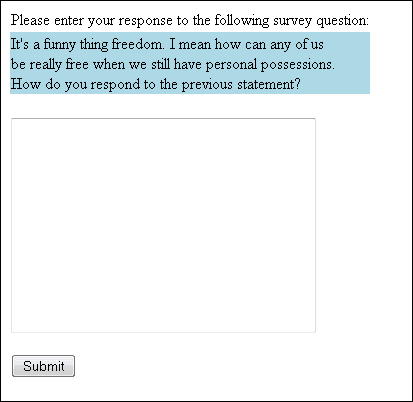 Please enter your response to the following survey question:
It's a funny thing freedom. I mean how can any of us
be really free when we still have personal possessions.
How do you respond to the previous statement?
Submit